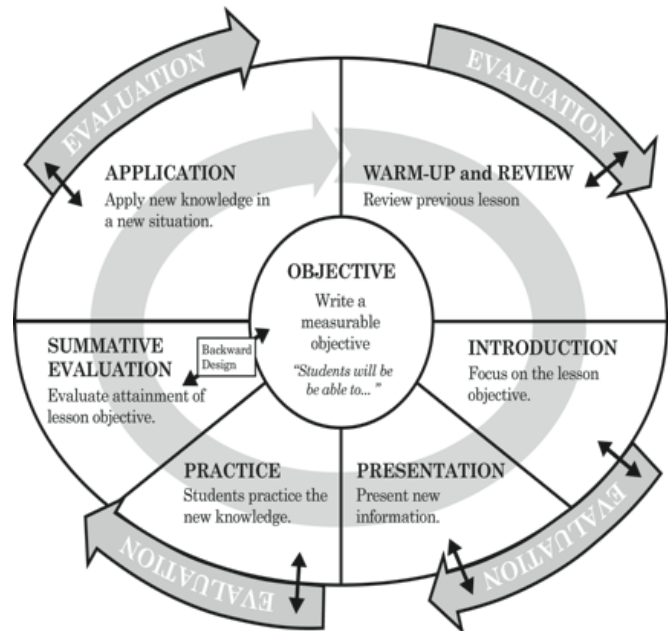 EVALUATION
EVALUATION
APPLICATION
Apply new knowledge in
a new situation.
WARM-UP and REVIEW
Review previous lesson
OBJECTIVE
Write a
measurable
objective
“Students will be
be able to... ”
SUMMATIVE
EVALUATION
Evaluate attainment of
lesson objective.
Backward
Design
INTRODUCTION
Focus on the lesson
objective.
PRACTICE
Students practice the
new knowledge.
PRESENTATION
Present new
information.
EVALUATION
EVALUATION